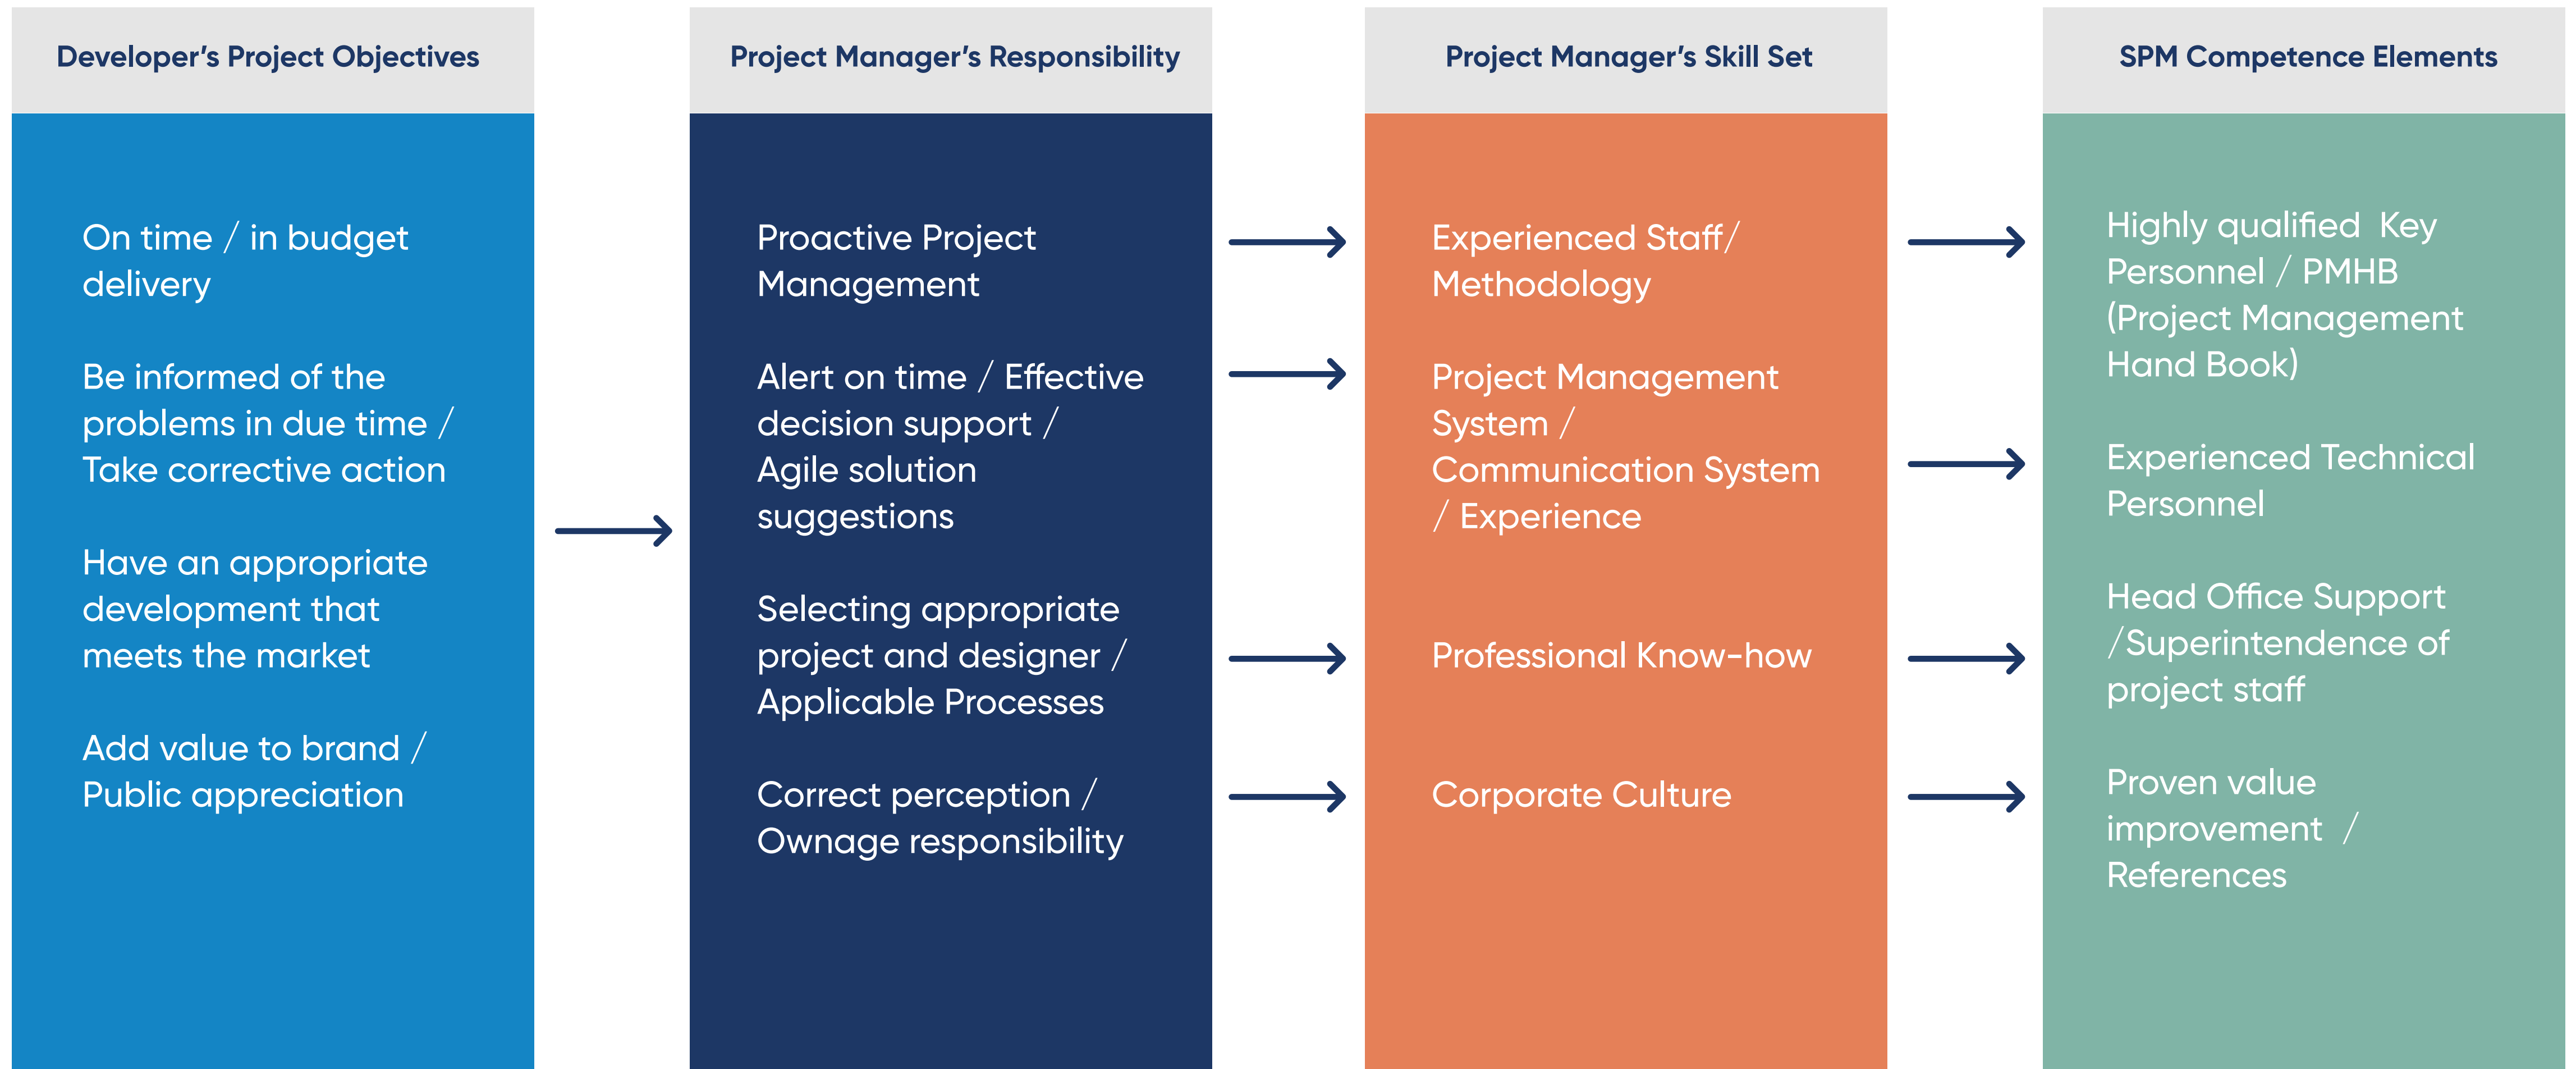 Developer's Project Objectives
On time / in budget
delivery
Be informed of the
problems in due time /
Take corrective action
Have an appropriate
development that
meets the market
Add value to brand /
Public appreciation
Project Manager's Responsibility
Proactive Project
Management
Alert on time / Effective
decision support /
Agile solution
suggestions
Selecting appropriate
project and designer /
Applicable Processes
Correct perception /
Ownage responsibility
Project Manager's Skill Set
Experienced Staff/
Methodology
Project Management
System /
Communication System
/ Experience
Professional Know-how
Corporate Culture
SPM Competence Elements
Highly qualified  Key
Personnel / PMHB
(Project Management
Hand Book)
Experienced Technical
Personnel
Head Office Support
/Superintendence of
project staff
Proven value
improvement  /
References